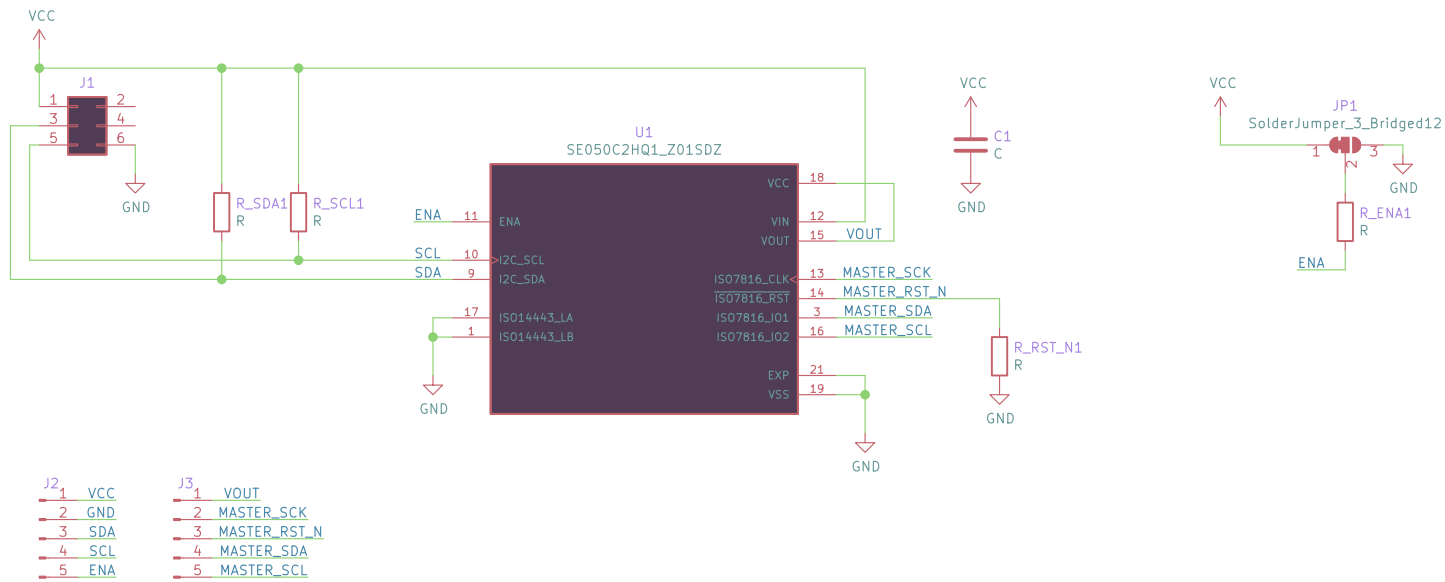 VCC
J1
1 2
3 4
5 6
GND
R_SDA1
R
R_SCL1
R
U1
SE050C2HQ1_Z01SDZ
ENA 11 ENA
SCL 10 I2C_SCL
SDA 9 I2C_SDA
17 ISO14443_LA
1 ISO14443_LB
GND
VCC 18
VIN 12
VOUT 15 VOUT
ISO7816_CLK 13 MASTER_SCK
ISO7816_RST 14 MASTER_RST_N
ISO7816_IO1 3 MASTER_SDA
ISO7816_IO2 16 MASTER_SCL
EXP 21
VSS 19
GND
VCC
C1
C
GND
R_RST_N1
R
GND
VCC
JP1
SolderJumper_3_Bridged12
1 2 3
GND
R_ENA1
R
ENA
J2
1 VCC
2 GND
3 SDA
4 SCL
5 ENA
J3
1 VOUT
2 MASTER_SCK
3 MASTER_RST_N
4 MASTER_SDA
5 MASTER_SCL